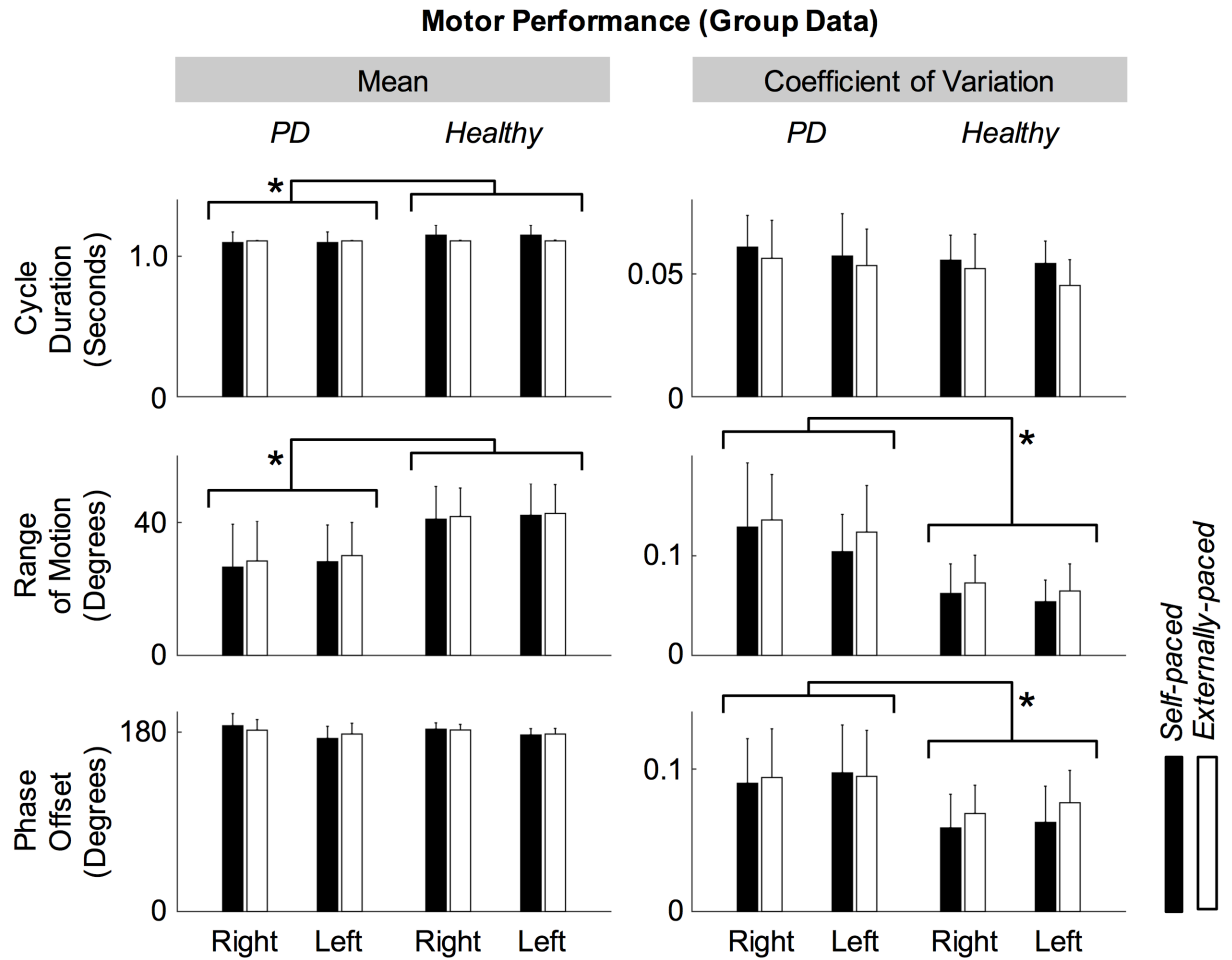 Motor Performance (Group Data)
Mean
Coefficient of Variation
PD
Healthy
PD
Healthy
Cycle
Duration
(Seconds)
*
1.0
0
0.05
0
Range
of Motion
(Degrees)
*
40
0
*
0.1
0
Phase
Offset
(Degrees)
180
0
*
0.1
0
Right
Left
Right
Left
Right
Left
Right
Left
Self-paced
Externally-paced